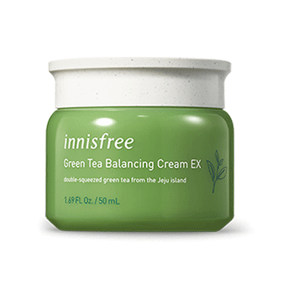 innisfree
Green Tea Balancing Cream EX
double-squeezed green tea from the Jeju island
1.69 Fl. Oz. / 50 mL